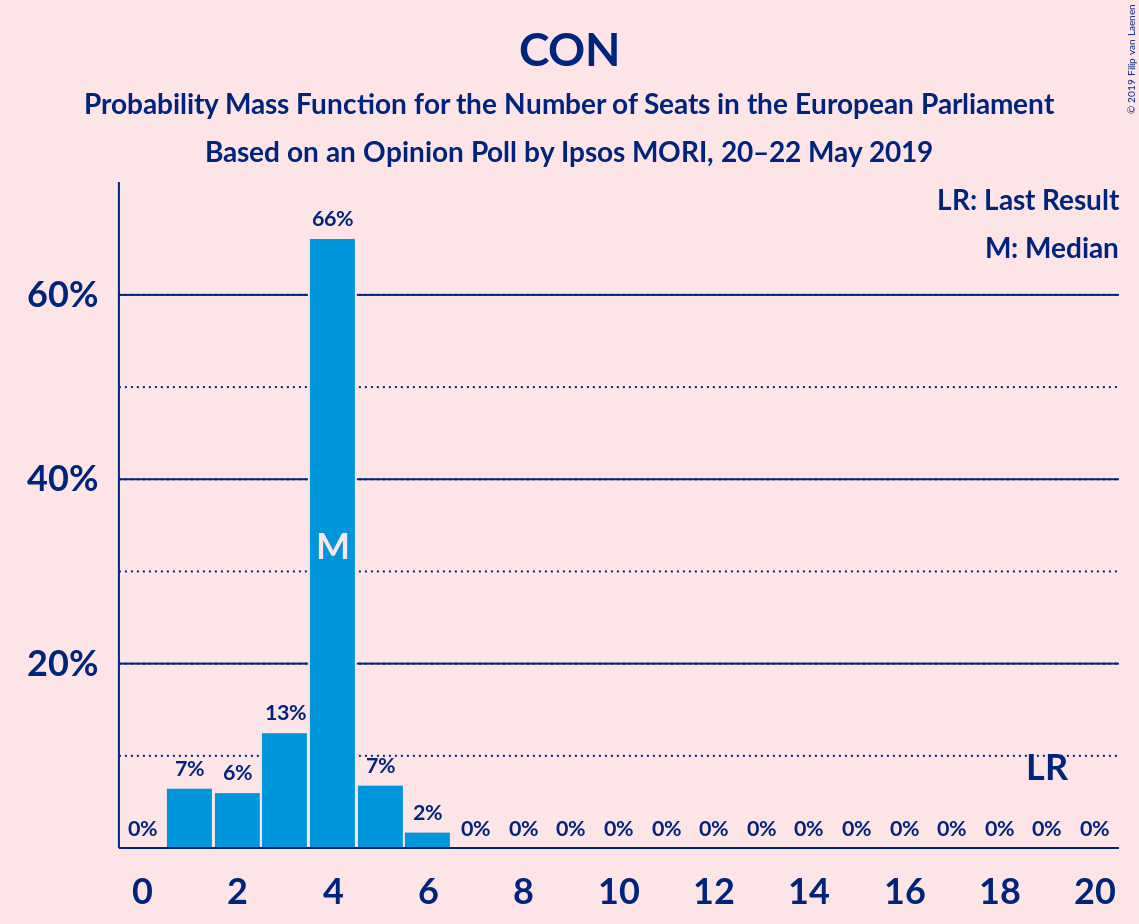 CON
Probability Mass Function for the Number of Seats in the European Parliament
Based on an Opinion Poll by Ipsos MORI, 20–22 May 2019
© 2019 Filip van Laenen
LR: Last Result
M: Median
60%
40%
20%
0%
7%
6%
13%
66%
M
7%
2%
0%
0%
0%
0%
0%
0%
0%
0%
0%
0%
0%
0%
LR
0%
0%
0 2 4 6 8 10 12 14 16 18 20